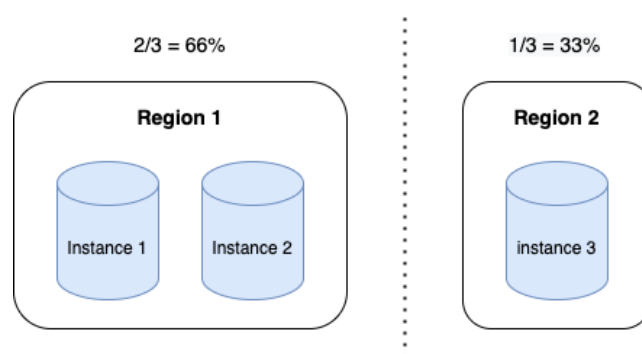 2/3 = 66%
1/3 = 33%
Region 1
Region 2
Instance 1
Instance 2
instance 3